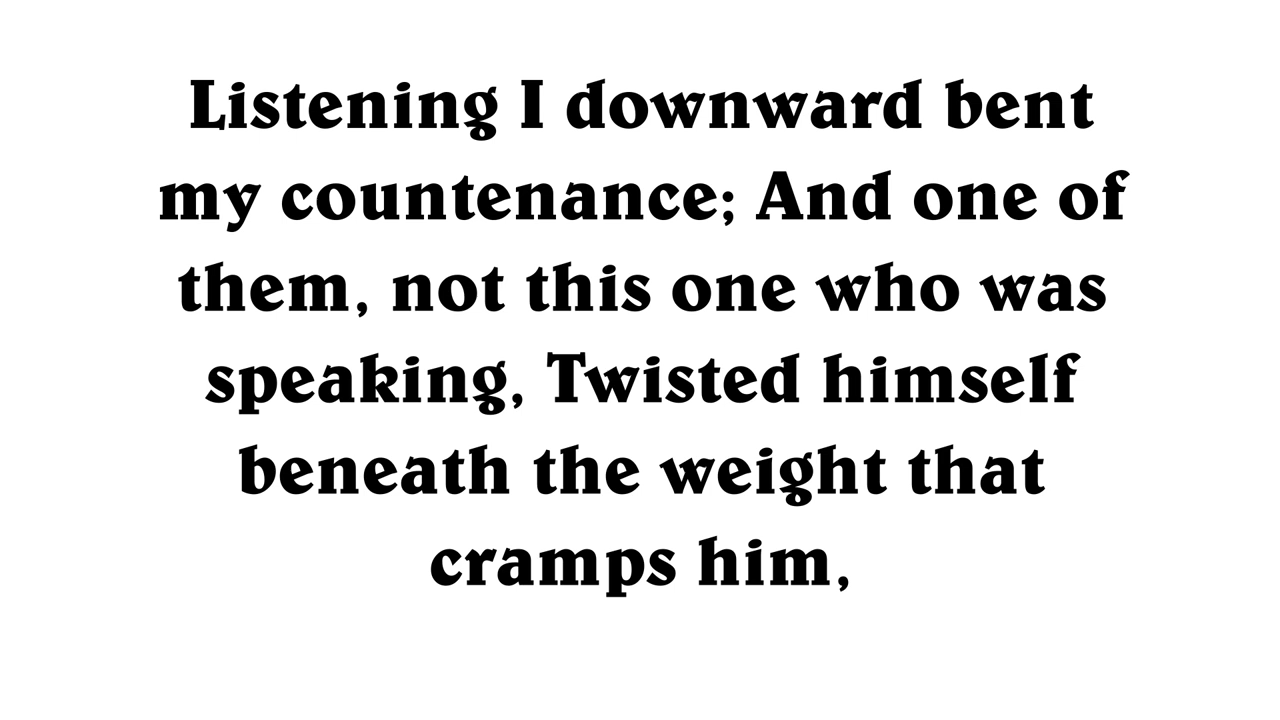 Listening I downward bent
my countenance; And one of
them, not this one who was
speaking, Twisted himself
beneath the weight that
cramps him,